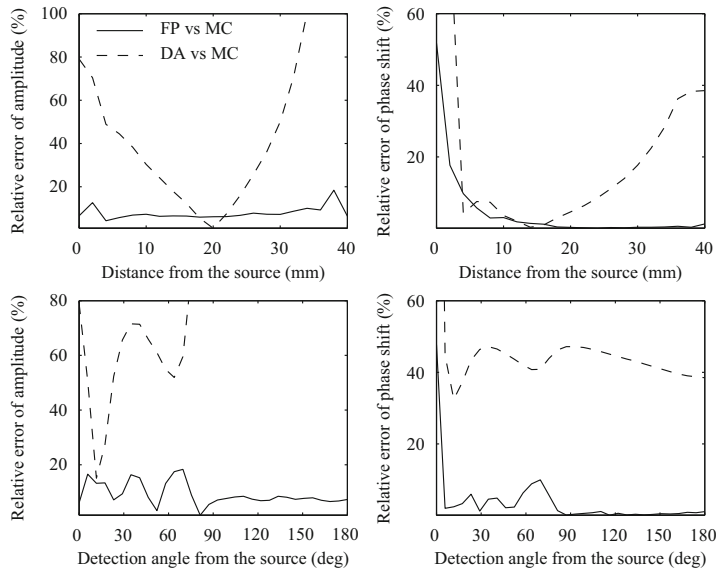 Relative error of amplitude (%)
100
80
60
40
20
FP vs MC
DA vs MC
0 10 20 30 40
Distance from the source (mm)
Relative error of phase shift (%)
60
40
20
0 10 20 30 40
Distance from the source (mm)
Relative error of amplitude (%)
80
60
40
20
0 30 60 90 120 150 180
Detection angle from the source (deg)
Relative error of phase shift (%)
60
40
20
0 30 60 90 120 150 180
Detection angle from the source (deg)